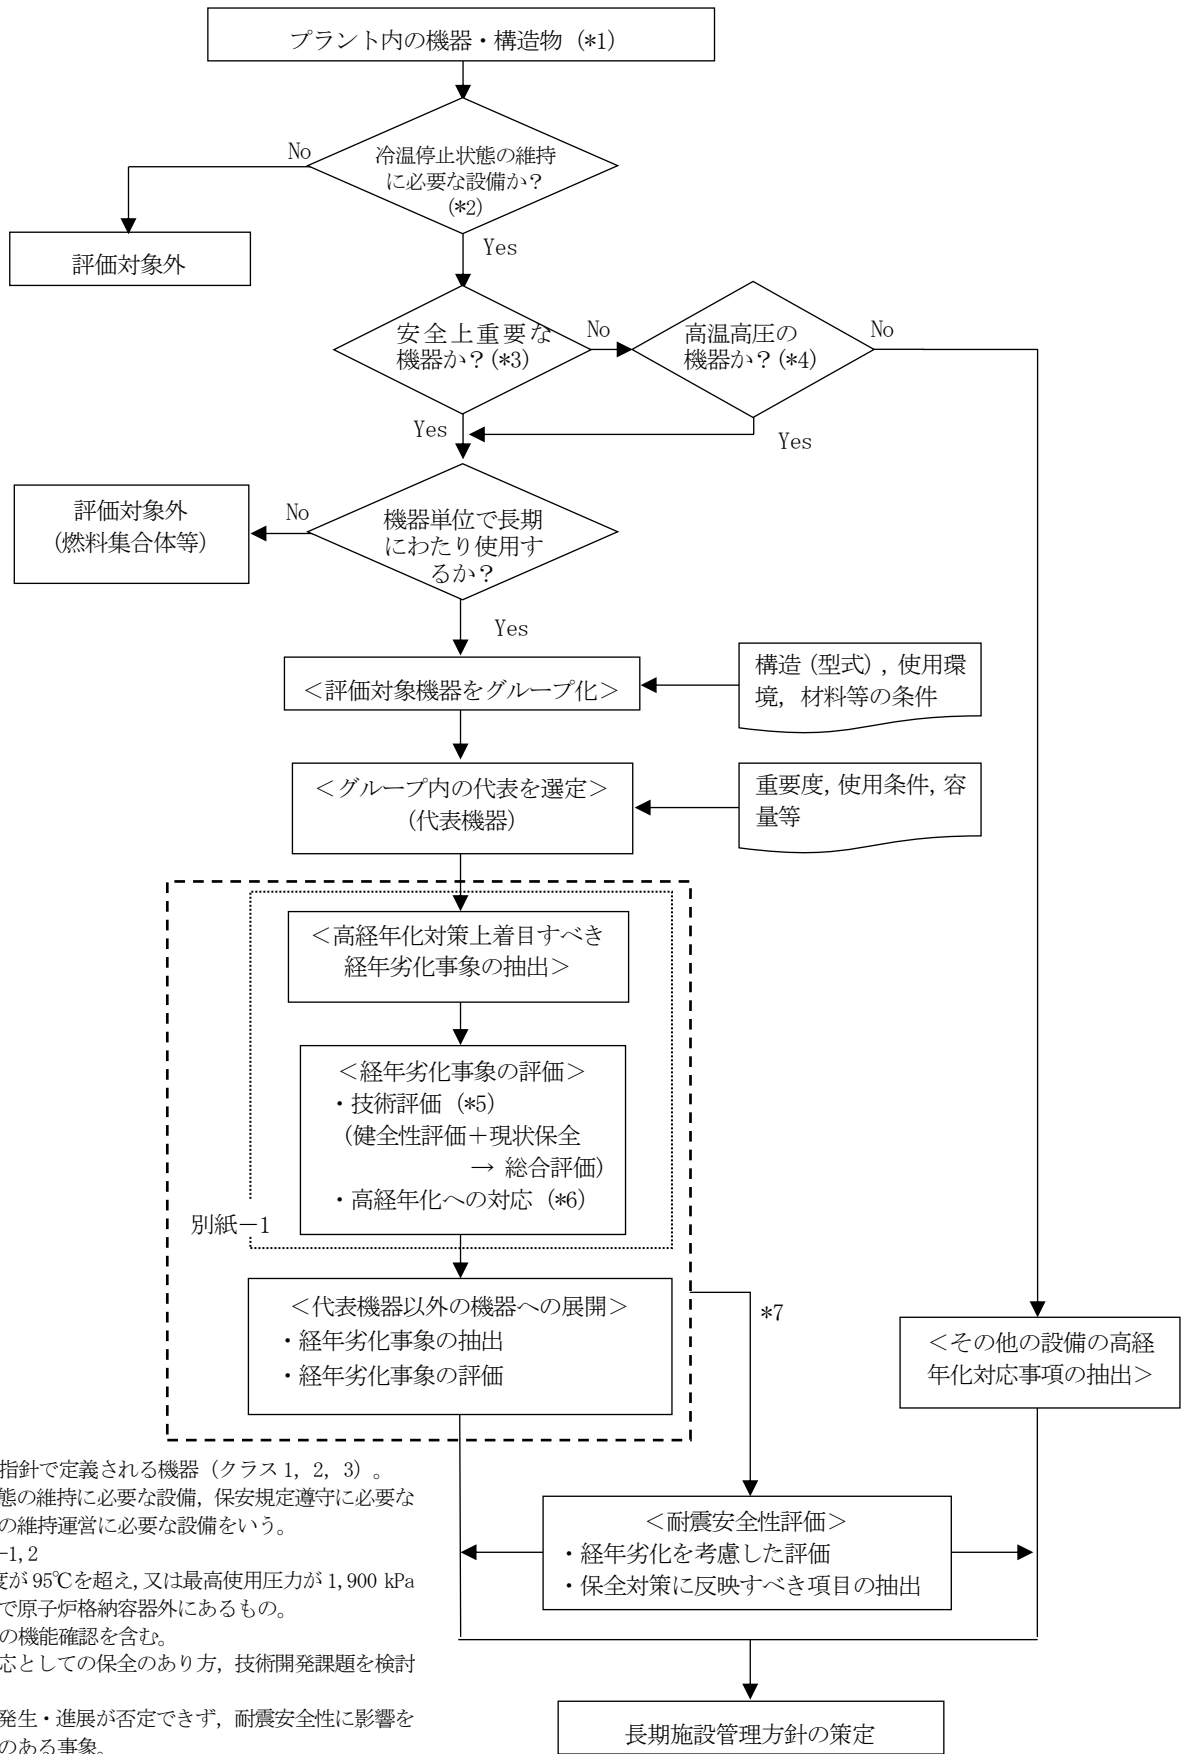 プラント内の機器・構造物 (*1)
No
冷温停止状態の維持
に必要な設備か？
(*2)
Yes
評価対象外
安全上重要な
機器か？(*3)
No
高温高圧の
機器か？(*4)
No
Yes
Yes
評価対象外
(燃料集合体等)
No
機器単位で長期
にわたり使用す
るか？
Yes
＜評価対象機器をグループ化＞
構造 (型式) , 使用環
境, 材料等の条件
＜グループ内の代表を選定＞
(代表機器)
重要度, 使用条件, 容
量等
＜高経年化対策上着目すべき
経年劣化事象の抽出＞
＜経年劣化事象の評価＞
・技術評価 (*5)
(健全性評価＋現状保全
→ 総合評価)
・高経年化への対応 (*6)
別紙－1
＜代表機器以外の機器への展開＞
・経年劣化事象の抽出
・経年劣化事象の評価
*7
＜その他の設備の高経
年化対応事項の抽出＞
指針で定義される機器 (クラス 1, 2, 3) 。
態の維持に必要な設備, 保安規定遵守に必要な
の維持運営に必要な設備をいう。
-1, 2
度が 95℃を超え, 又は最高使用圧力が 1,900 kPa
で原子炉格納容器外にあるもの。
の機能確認を含む。
応としての保全のあり方, 技術開発課題を検討
発生・進展が否定できず, 耐震安全性に影響を
のある事象。
＜耐震安全性評価＞
・経年劣化を考慮した評価
・保全対策に反映すべき項目の抽出
長期施設管理方針の策定